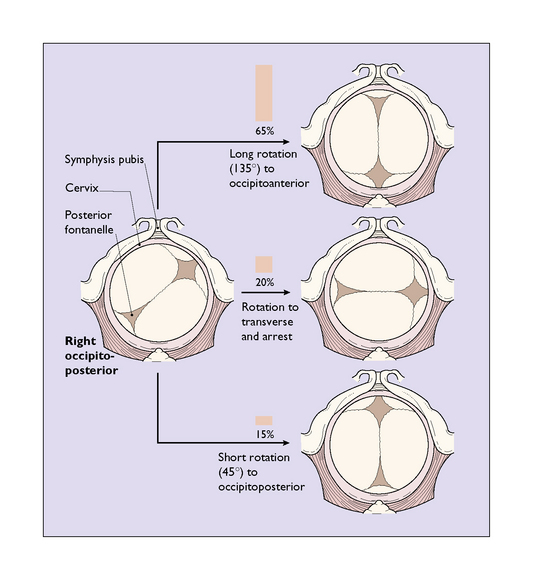 65%
Long rotation
(135°) to
occipitoanterior
Symphysis pubis
Cervix
Posterior
fontanelle
Right
occipito-
posterior
20%
Rotation to
transverse
and arrest
15%
Short rotation
(45°) to
occipitoposterior